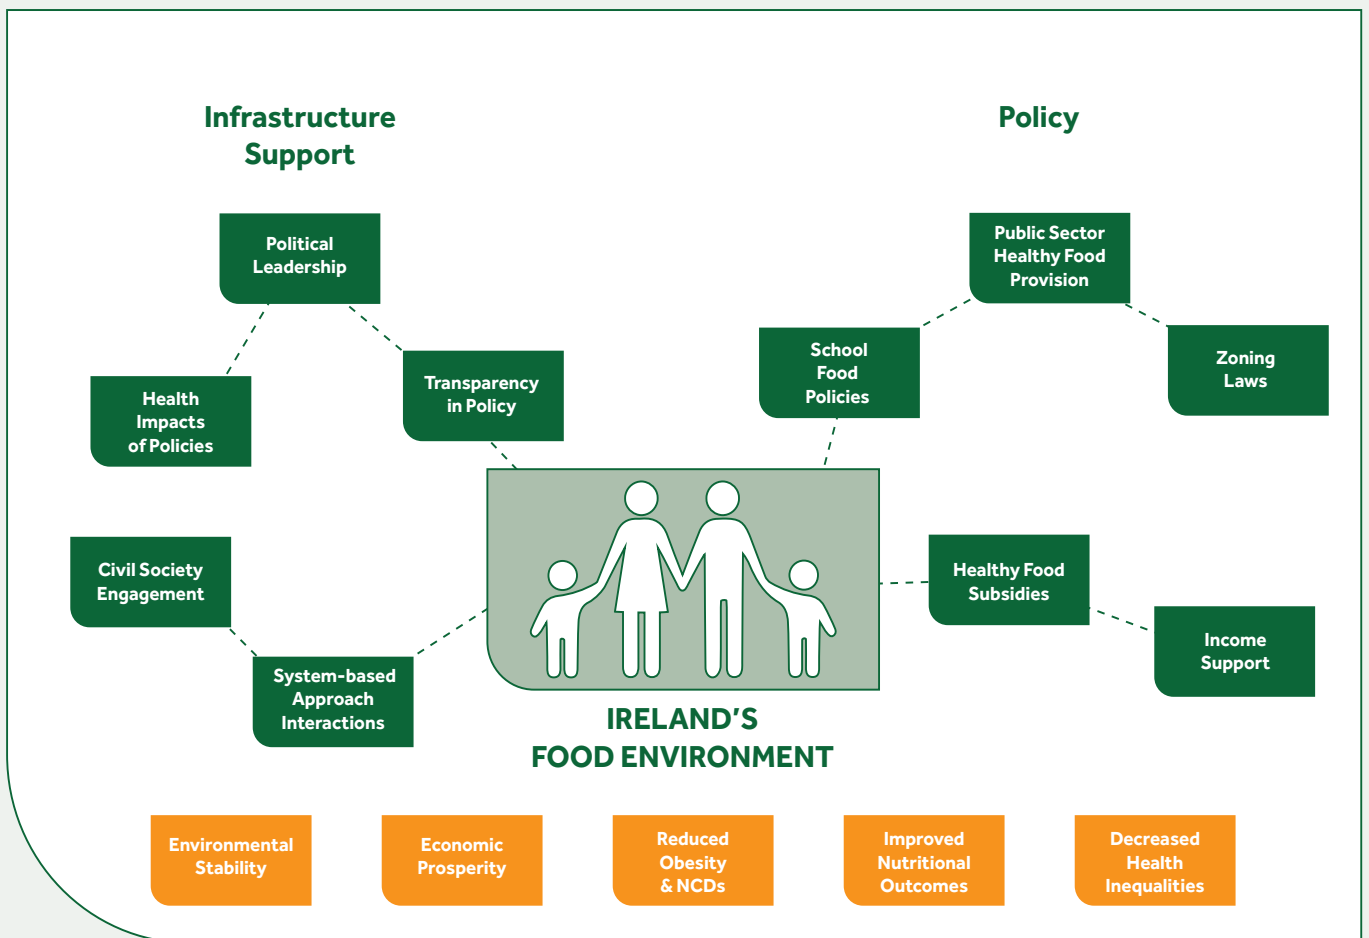 Infrastructure
Support
Policy
Political
Leadership
Public Sector
Healthy Food
Provision
School
Food
Policies
Zoning
Laws
Transparency
in Policy
Health
Impacts
of Policies
Civil Society
Engagement
Healthy Food
Subsidies
Income
Support
System-based
Approach
Interactions
IRELAND'S
FOOD ENVIRONMENT
Environmental
Stability
Economic
Prosperity
Reduced
Obesity
& NCDs
Improved
Nutritional
Outcomes
Decreased
Health
Inequalities